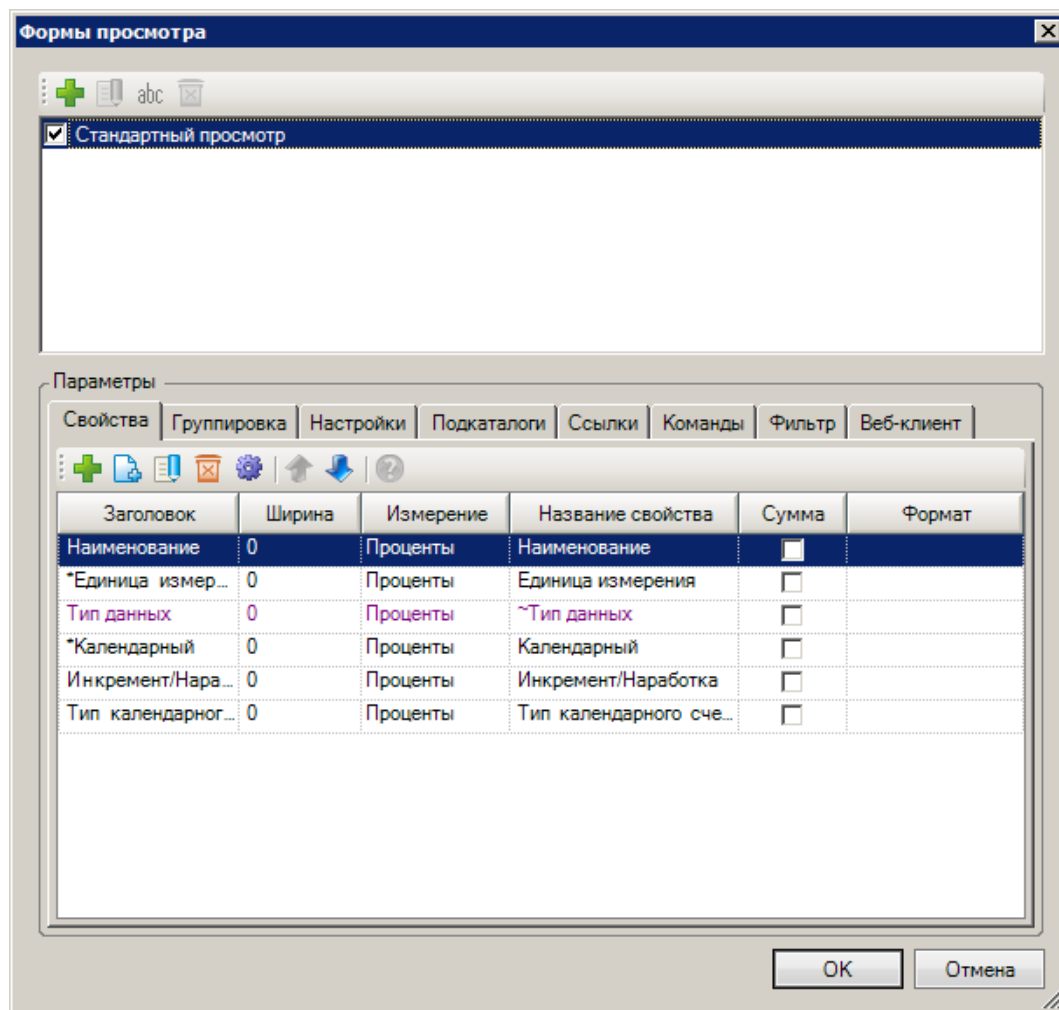 Формы просмотра
abc
Стандартный просмотр
Параметры
Свойства Группировка Настройки Подкаталоги Ссылки Команды Фильтр Веб-клиент
Заголовок Ширина Измерение Название свойства Сумма Формат
Наименование 0 Проценты Наименование
*Единица измер... 0 Проценты Единица измерения
Тип данных 0 Проценты ~Тип данных
*Календарный 0 Проценты Календарный
Инкремент/Нара... 0 Проценты Инкремент/Наработка
Тип календарног... 0 Проценты Тип календарного сче...
OK Отмена